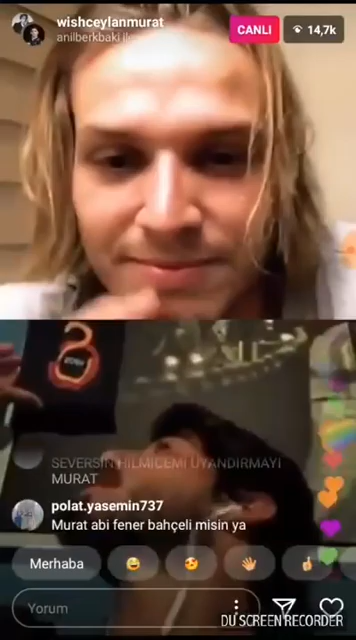 wishceylanmurat
anilberkbaki ile
CANLI
14,7k
SEVERSİN HİLMİCEMİ UYANDIRMAYI
MURAT
polat.yasemin737
Murat abi fener bahçeli misin ya
Merhaba
Yorum
DU SCREEN RECORDER